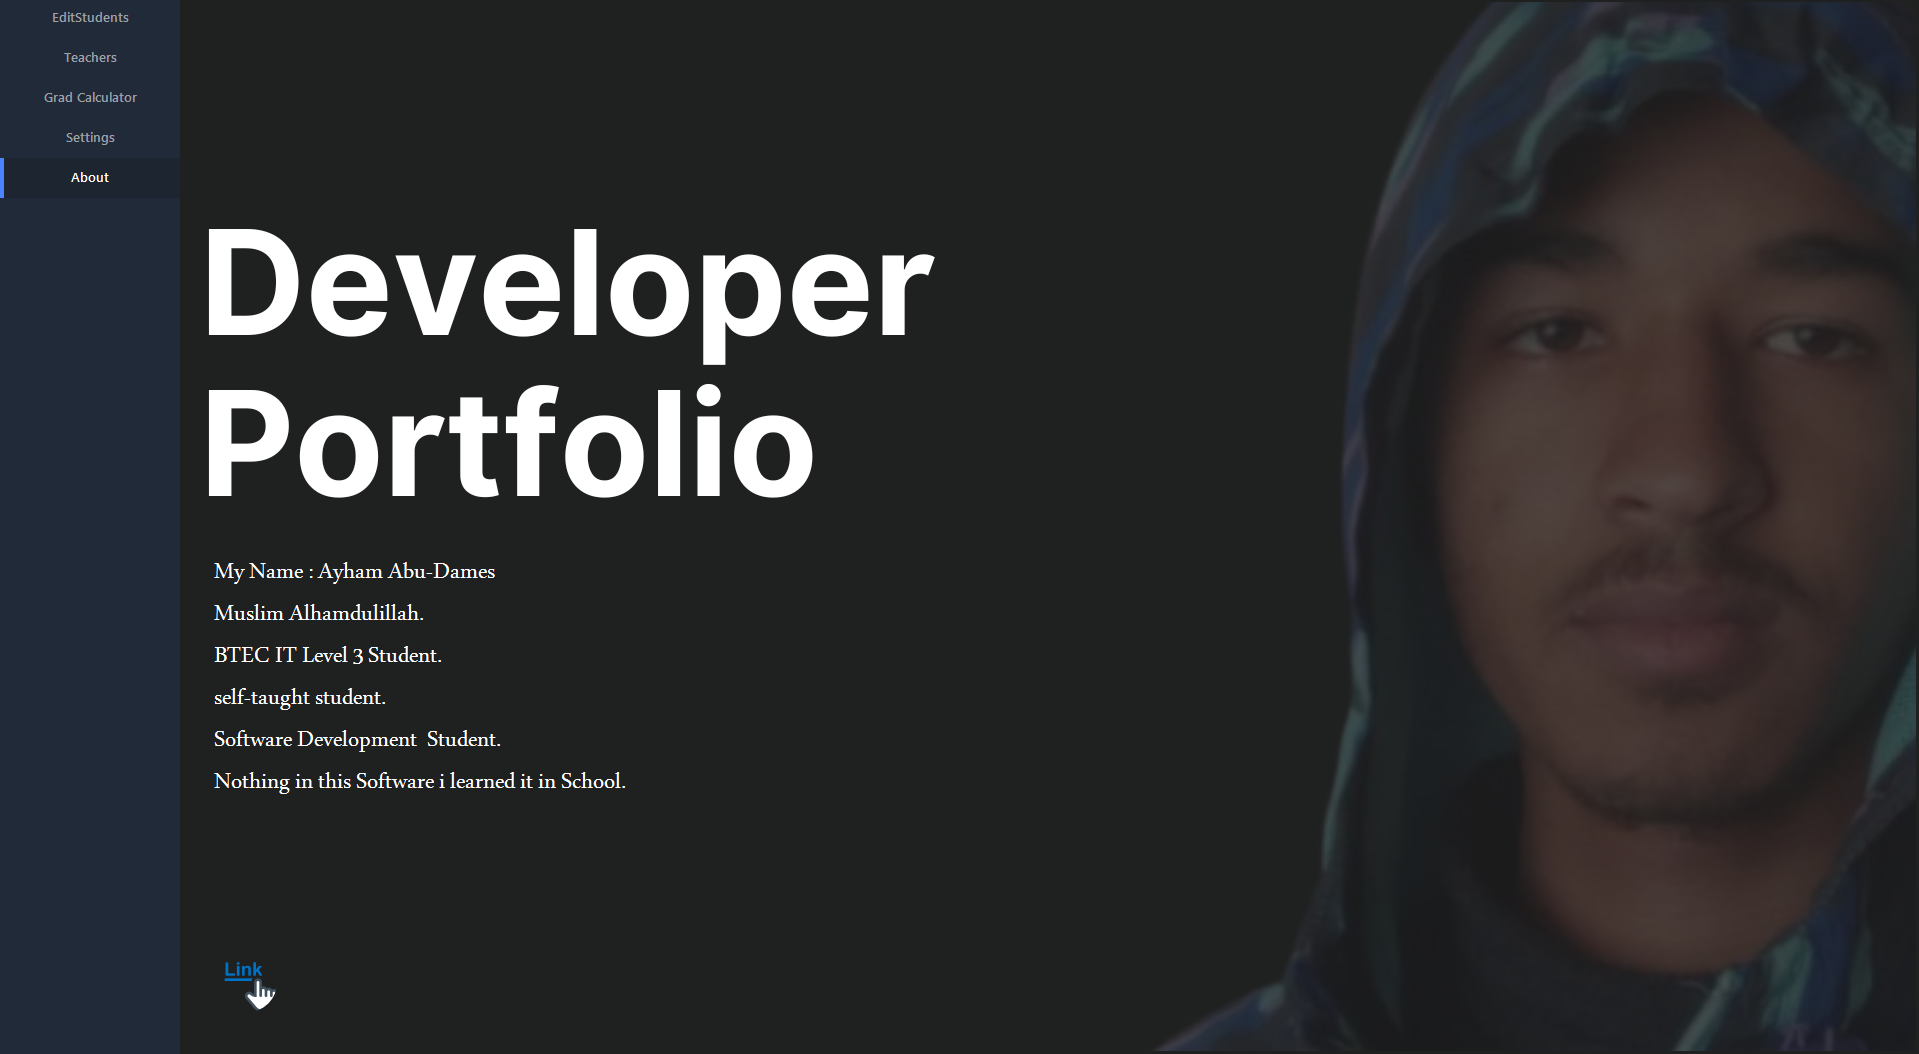 EditStudents
Teachers
Grad Calculator
Settings
About
Developer
Portfolio
My Name : Ayham Abu-Dames
Muslim Alhamdulillah.
BTEC IT Level 3 Student.
self-taught student.
Software Development  Student.
Nothing in this Software i learned it in School.
Link